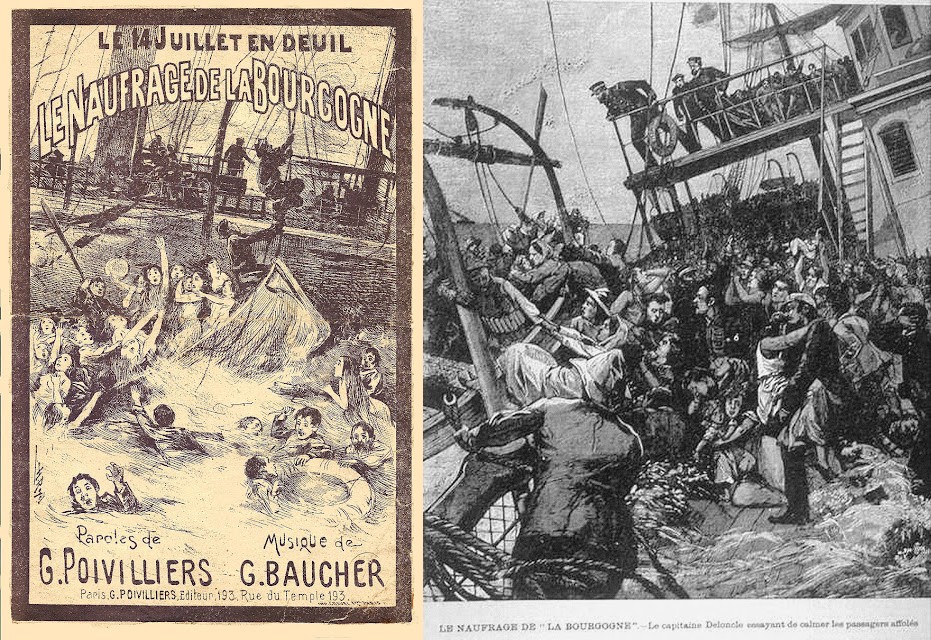 LE 14 JUILLET EN DEUIL
LE NAUFRAGE DE LA BOURGOGNE
Paroles de
Musique de
G. POIVILLIERS
G. BAUCHER
Paris, G. POIVILLIERS, Editeur, 193, Rue du Temple 193
LE NAUFRAGE DE "LA BOURGOGNE".—Le capitaine Deloncle essayant de calmer les passagers affolés